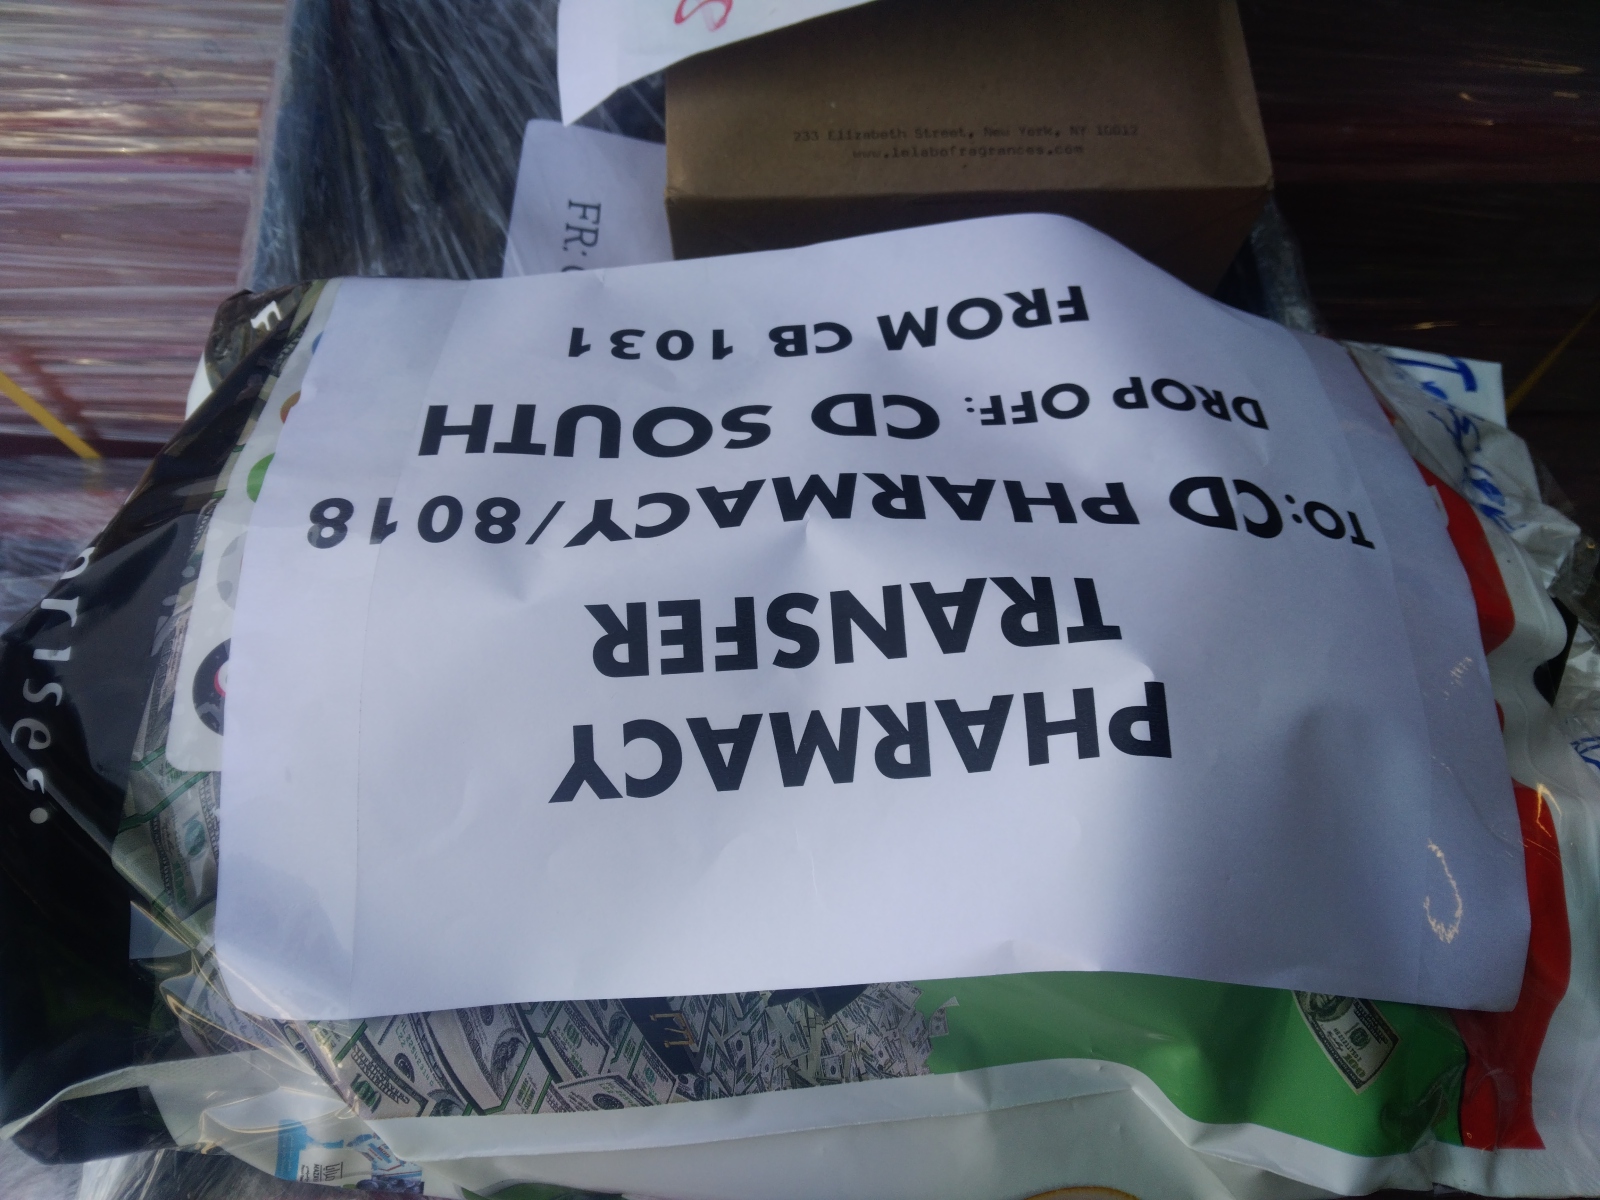 PHARMACY
TRANSFER
TO:CD PHARMACY/8018
DROP OFF: CD SOUTH
FROM CB 1031
233 Elizabeth Street, New York, NY 10012
www.lelabofragrances.com
FR: